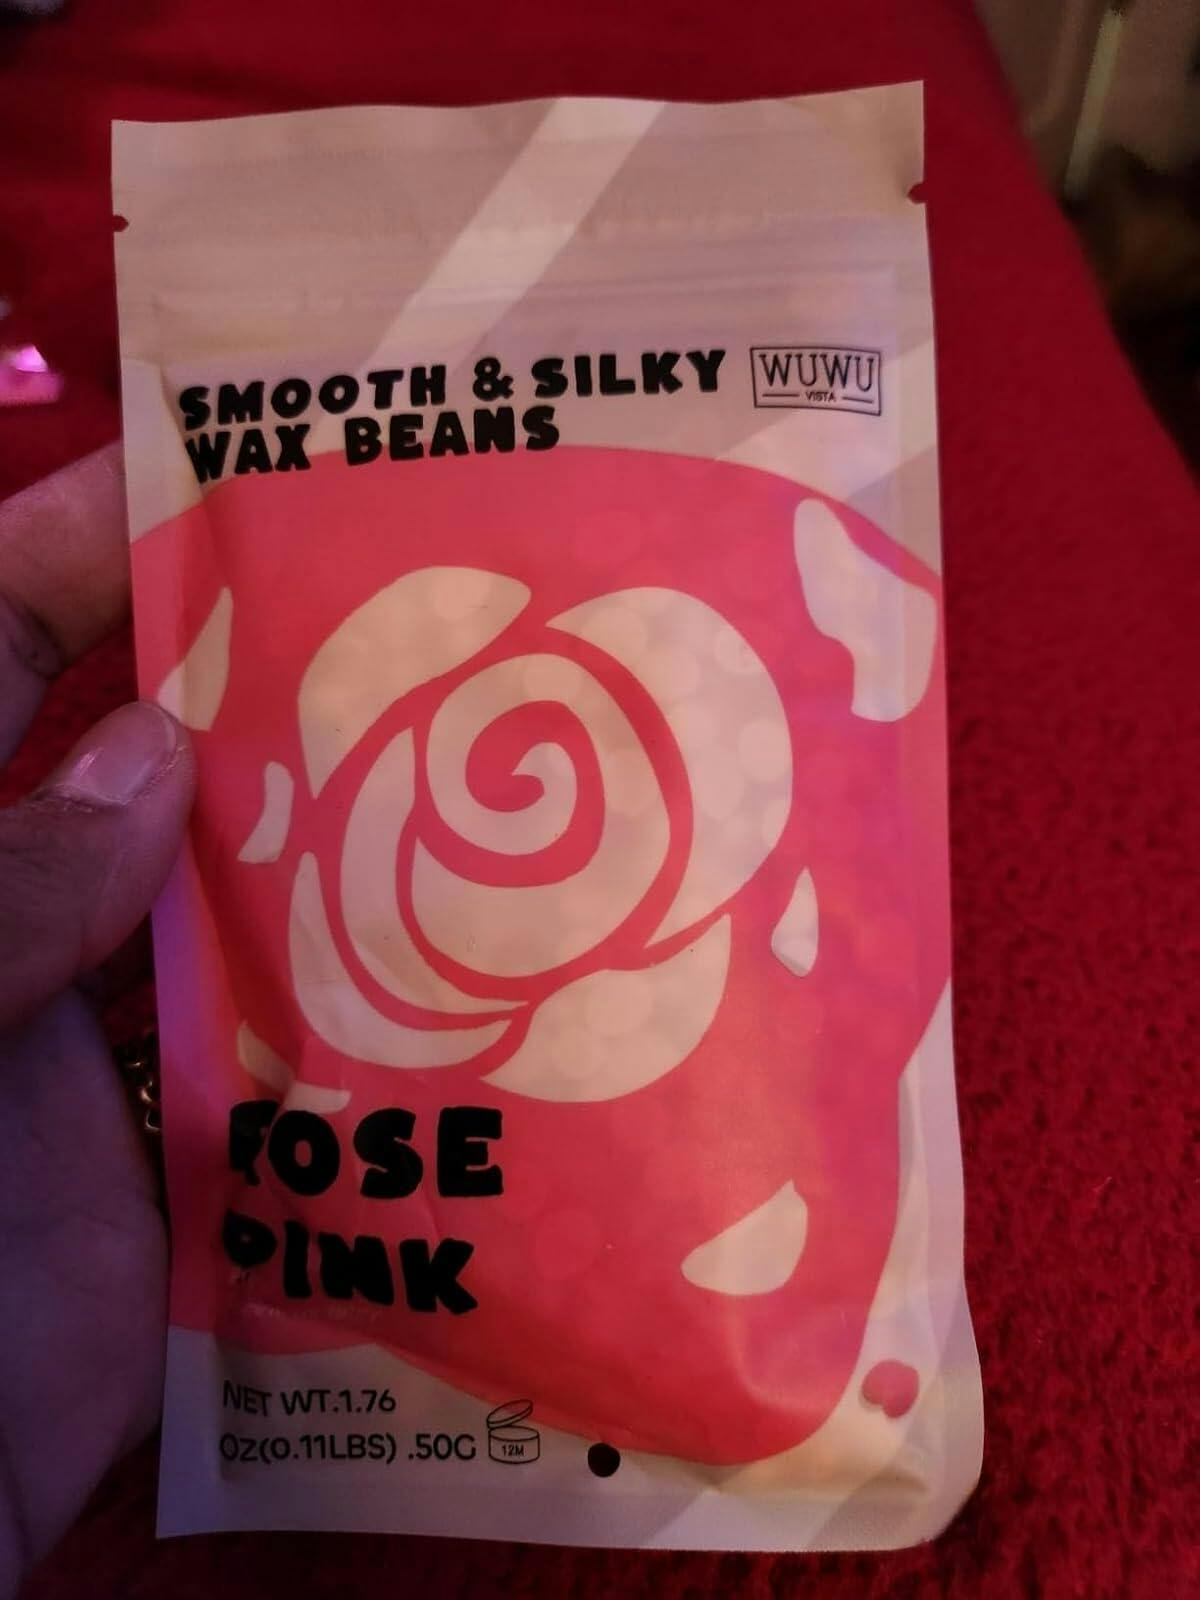 SMOOTH & SILKY
WAX BEANS
WUWU
VISTA
ROSE
PINK
NET WT.1.76
OZ(0.11LBS) .50G
12M